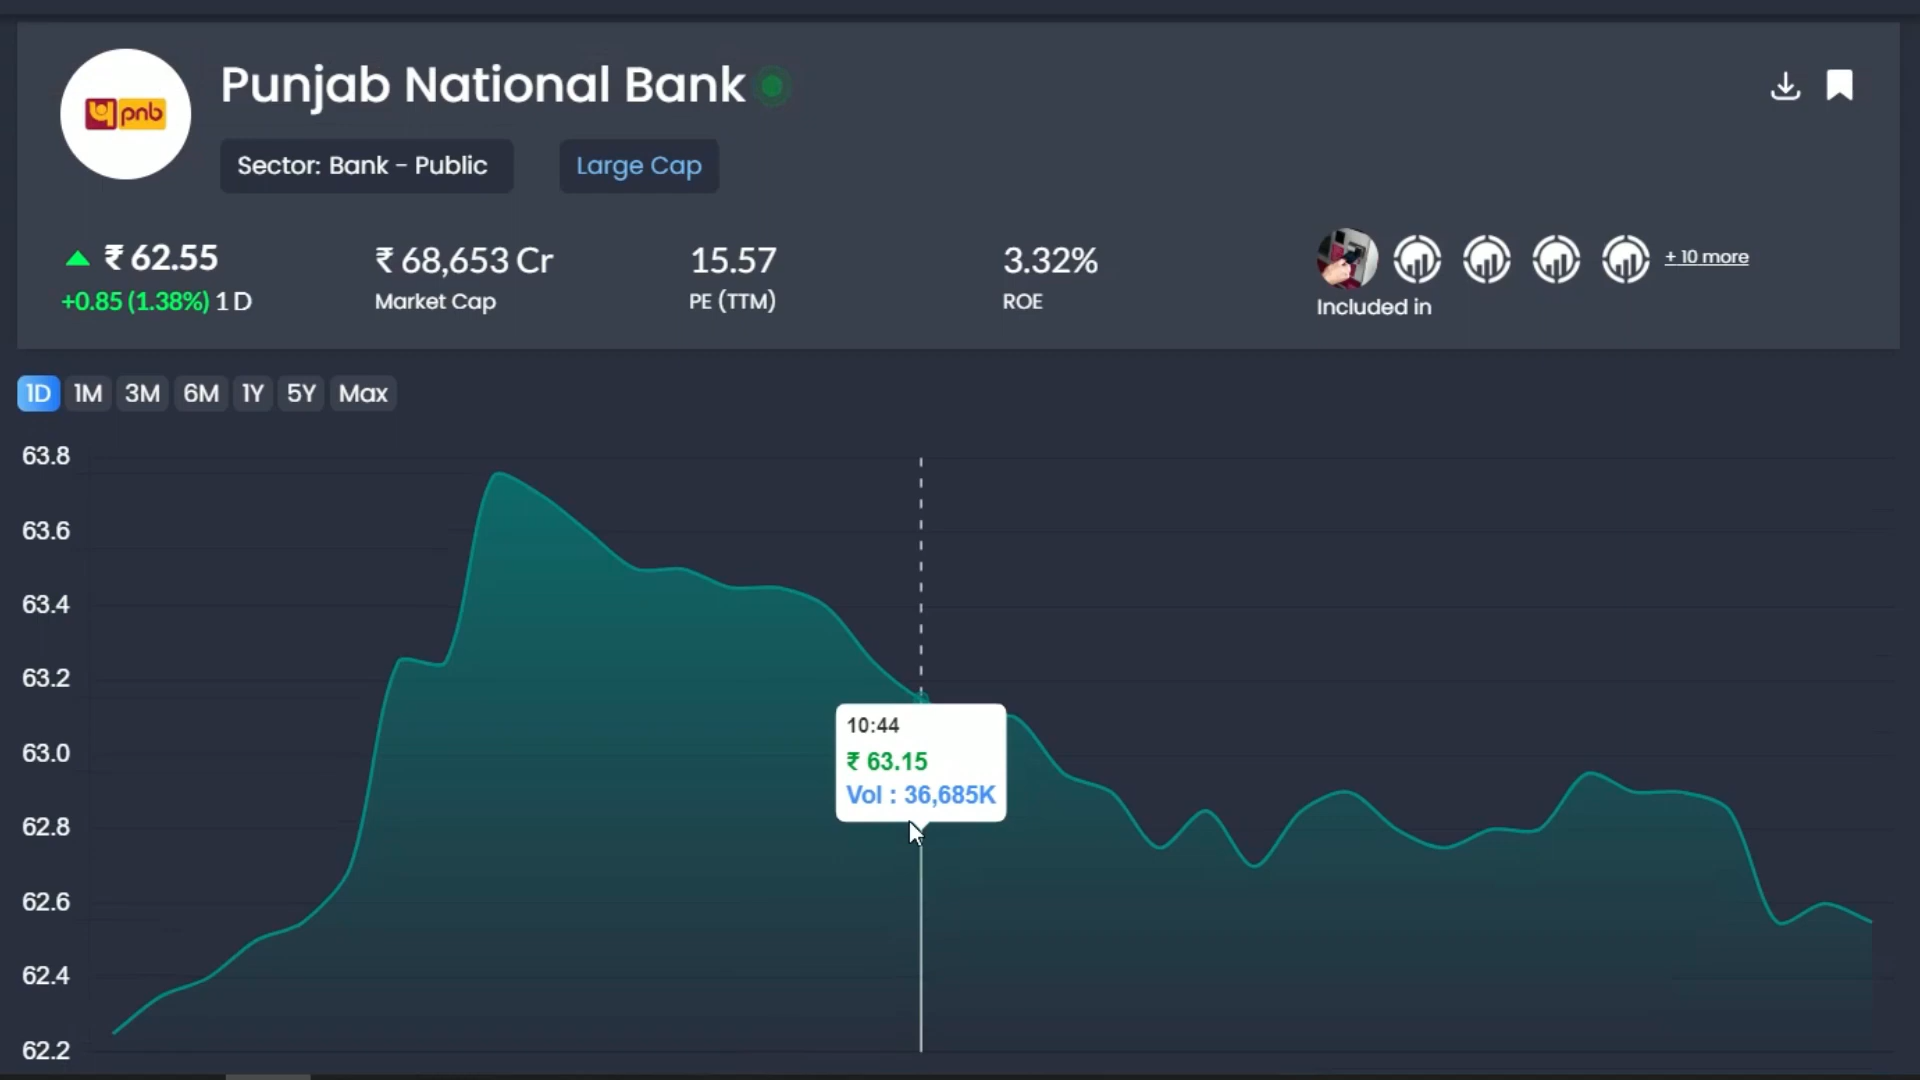 Punjab National Bank
pnb
Sector: Bank - Public
Large Cap
₹ 62.55
₹ 68,653 Cr
15.57
3.32%
+ 10 more
+0.85 (1.38%) 1 D
Market Cap
PE (TTM)
ROE
Included in
1D 1M 3M 6M 1Y 5Y Max
63.8
63.6
63.4
63.2
63.0
62.8
62.6
62.4
62.2
10:44
₹ 63.15
Vol : 36,685K